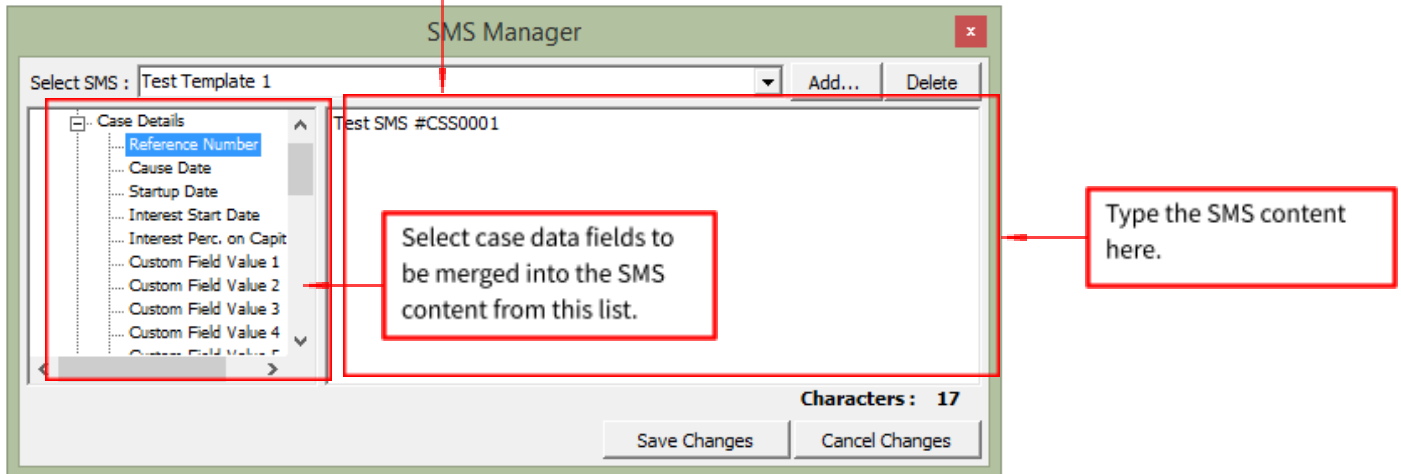 SMS Manager
x
Select SMS : Test Template 1
Add...
Delete
Case Details
Reference Number
Cause Date
Startup Date
Interest Start Date
Interest Perc. on Capit
Custom Field Value 1
Custom Field Value 2
Custom Field Value 3
Custom Field Value 4
Test SMS #CSS0001
Select case data fields to
be merged into the SMS
content from this list.
Type the SMS content
here.
Characters : 17
Save Changes
Cancel Changes